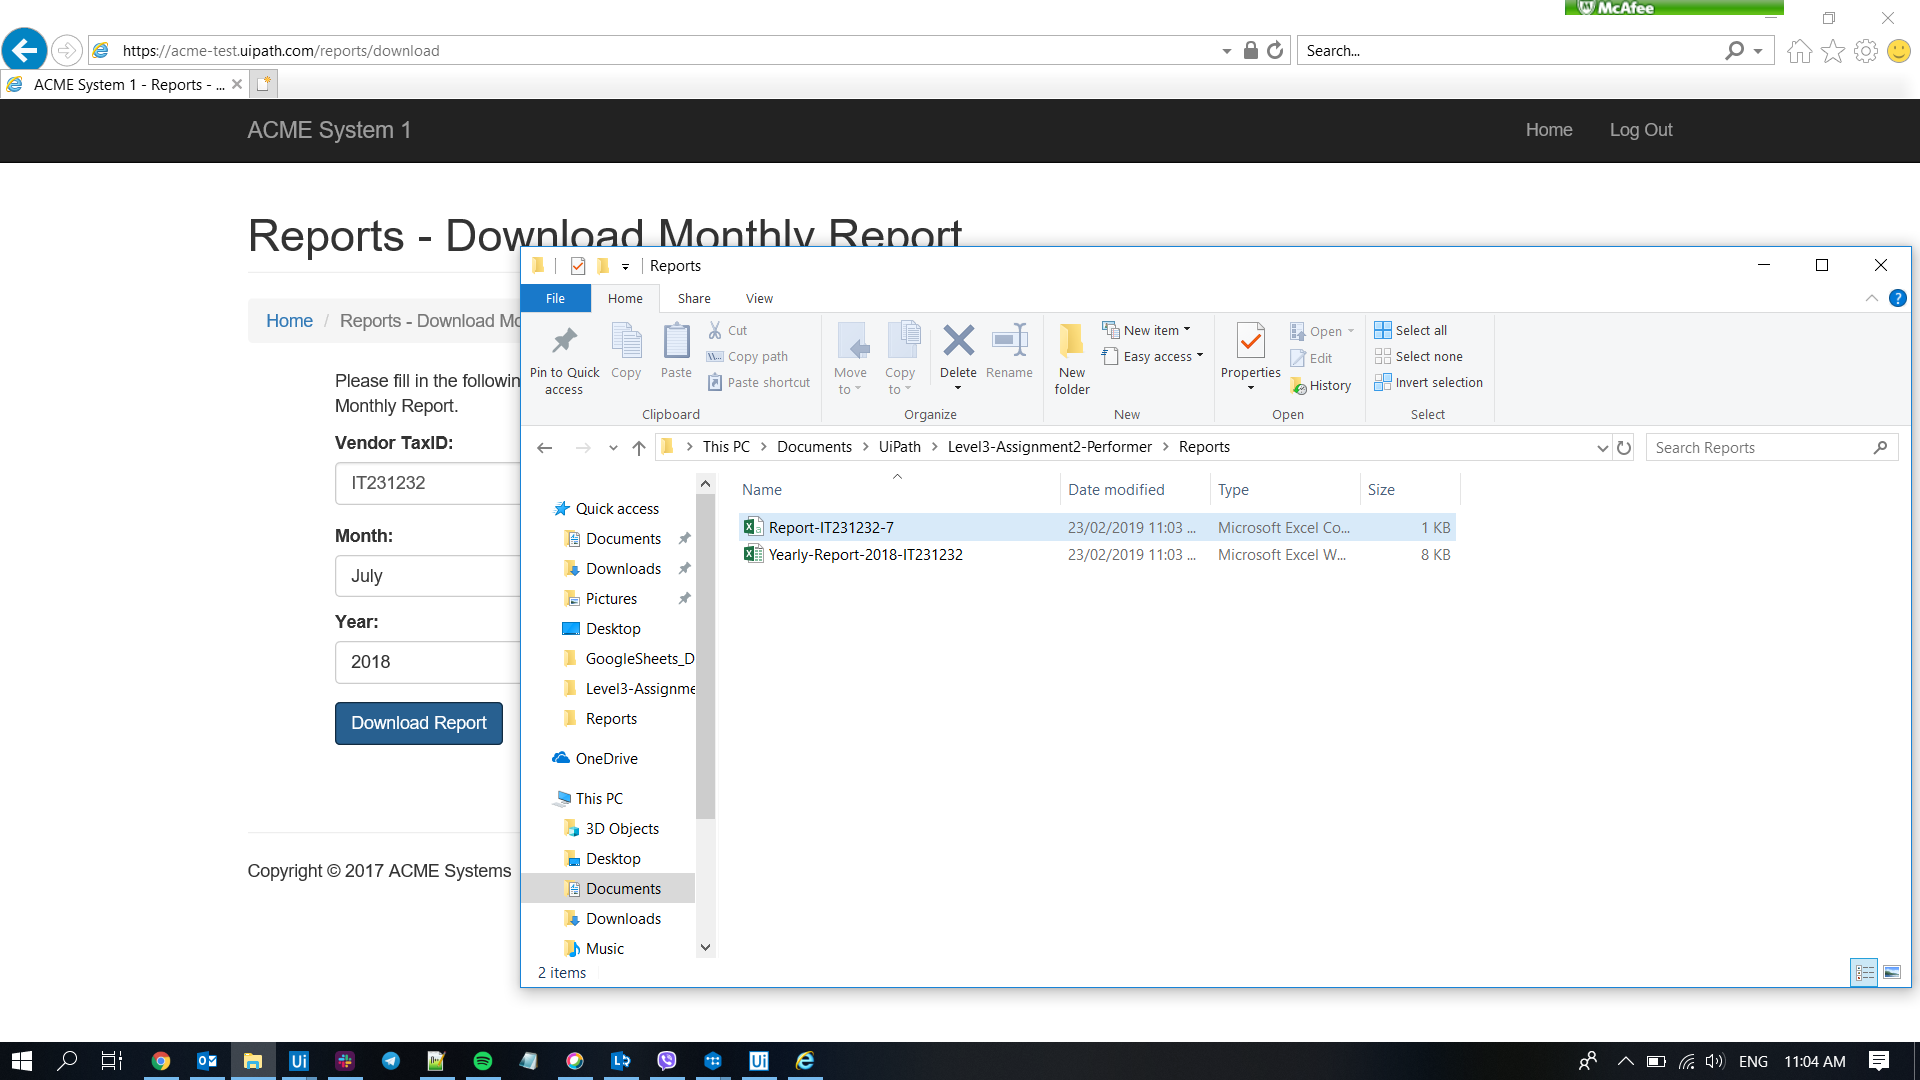 McAfee
https://acme-test.uipath.com/reports/download
Search...
ACME System 1 - Reports - ...
ACME System 1
Home
Log Out
Reports - Download Monthly Report
Home / Reports - Download Mo
Please fill in the followin
Monthly Report.
Vendor TaxID:
IT231232
Month:
July
Year:
2018
Download Report
Copyright © 2017 ACME Systems
Reports
File
Home
Share
View
Pin to Quick access
Copy
Paste
Cut
Copy path
Paste shortcut
Clipboard
Move to
Copy to
Delete
Rename
Organize
New folder
New item
Easy access
New
Properties
Open
Edit
History
Open
Select all
Select none
Invert selection
Select
This PC > Documents > UiPath > Level3-Assignment2-Performer > Reports
Search Reports
Name
Date modified
Type
Size
Report-IT231232-7
23/02/2019 11:03 ...
Microsoft Excel Co...
1 KB
Yearly-Report-2018-IT231232
23/02/2019 11:03 ...
Microsoft Excel W...
8 KB
Quick access
Documents
Downloads
Pictures
Desktop
GoogleSheets_D
Level3-Assignme
Reports
OneDrive
This PC
3D Objects
Desktop
Documents
Downloads
Music
2 items
Ui
Ui
ENG
11:04 AM